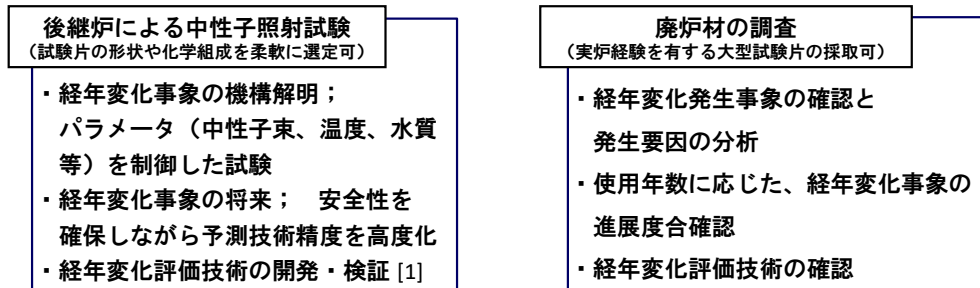 後継炉による中性子照射試験
（試験片の形状や化学組成を柔軟に選定可）
・経年変化事象の機構解明；
パラメータ（中性子束、温度、水質
等）を制御した試験
・経年変化事象の将来；　安全性を
確保しながら予測技術精度を高度化
・経年変化評価技術の開発・検証 [1]
廃炉材の調査
（実炉経験を有する大型試験片の採取可）
・経年変化発生事象の確認と
発生要因の分析
・使用年数に応じた、経年変化事象の
進展度合確認
・経年変化評価技術の確認